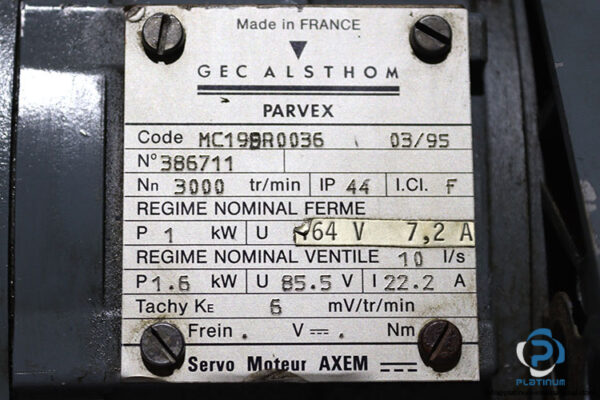 Made in FRANCE
GEC ALSTHOM
PARVEX
Code MC19BR0036 03/95
N° 386711
Nn 3000 tr/min IP 44 I.Cl. F
REGIME NOMINAL FERME
P 1 kW U 64 V 7,2 A
REGIME NOMINAL VENTILE 10 l/s
P 1.6 kW U 85.5 V I 22.2 A
Tachy KE 6 mV/tr/min
Frein . V . Nm
Servo Moteur AXEM
PLATINUM